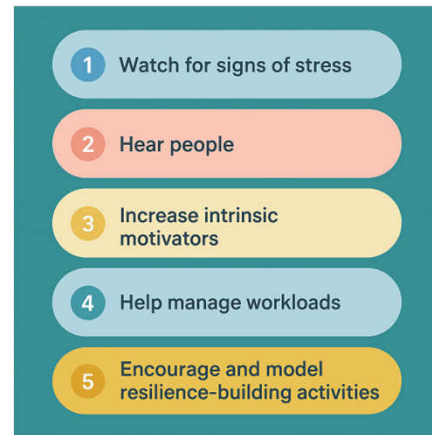 1 Watch for signs of stress
2 Hear people
3 Increase intrinsic
motivators
4 Help manage workloads
5 Encourage and model
resilience-building activities